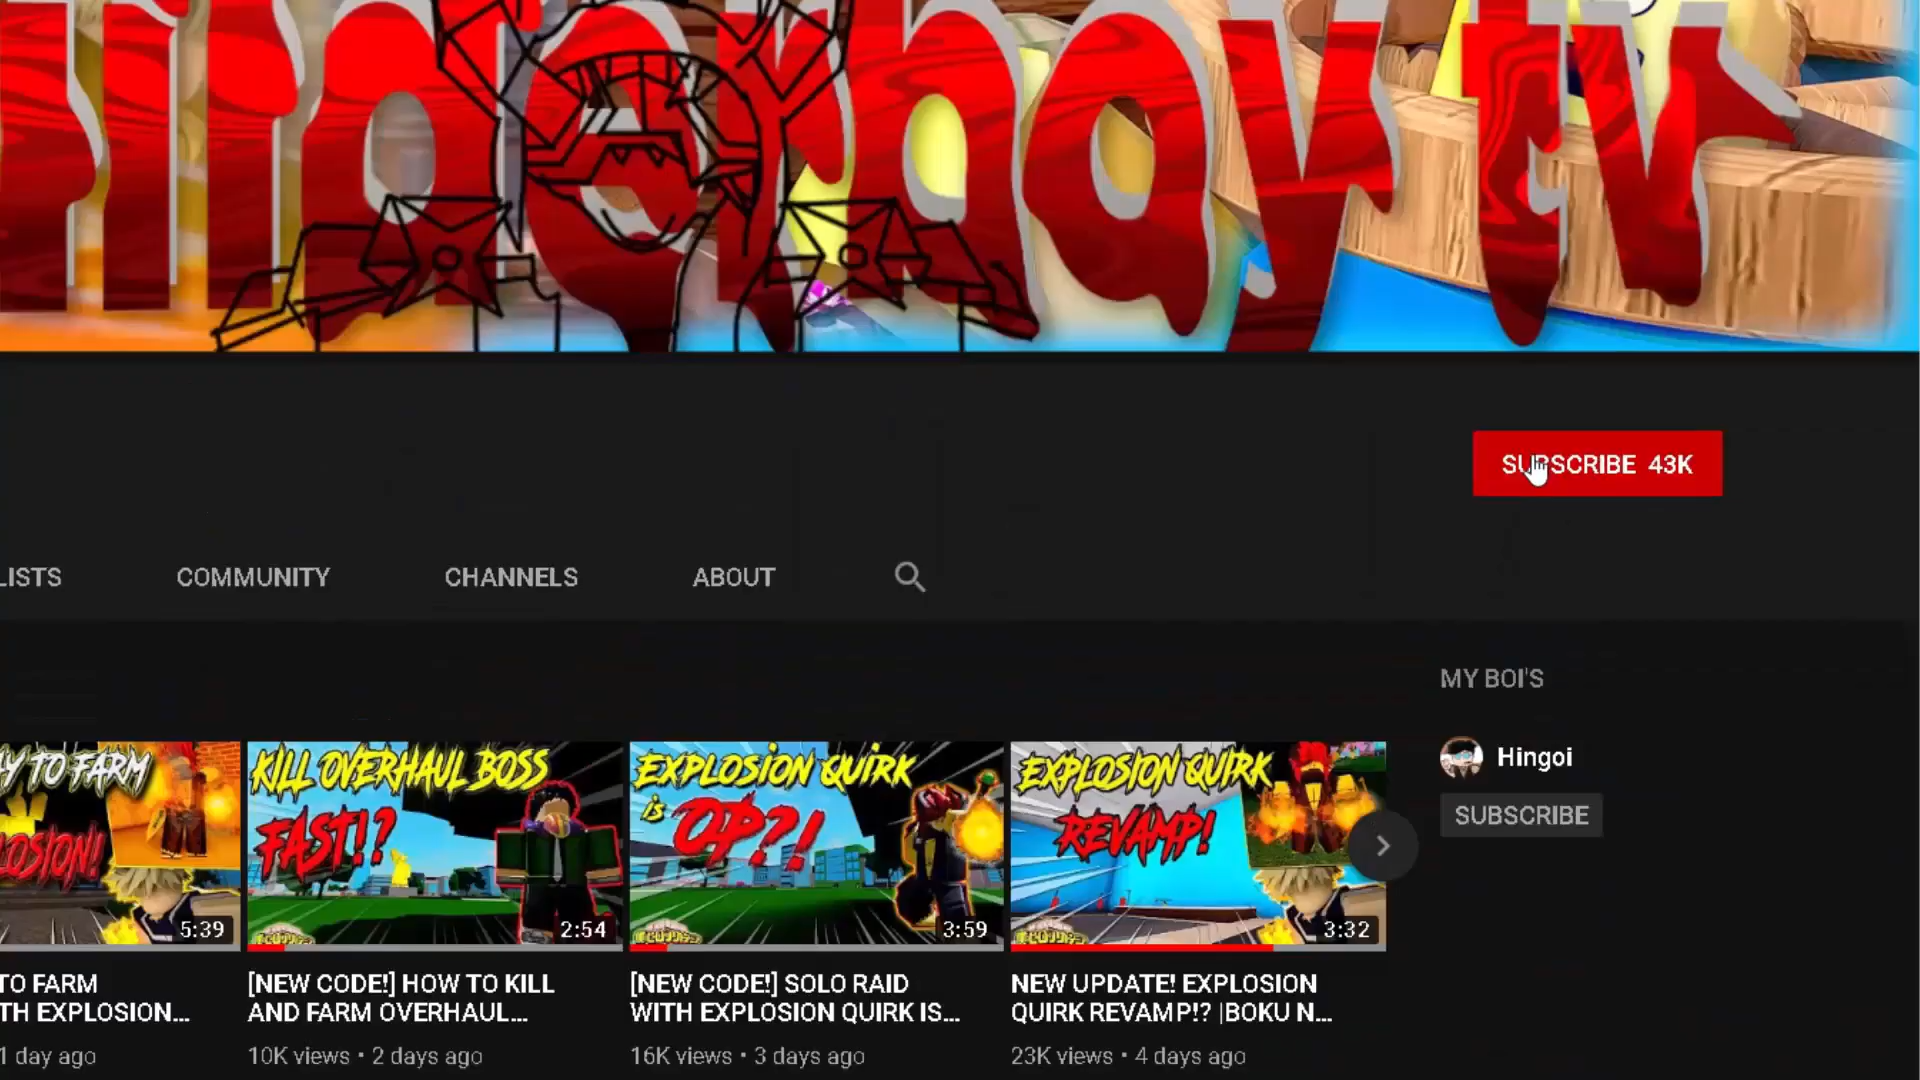 SUBSCRIBE 43K
LISTS
COMMUNITY
CHANNELS
ABOUT
MY BOI'S
Hingoi
SUBSCRIBE
Y TO FARM
LOSION!
5:39
KILL OVERHAUL BOSS
FAST!?
2:54
EXPLOSION QUIRK
is OP?!
3:59
EXPLOSION QUIRK
REVAMP!
3:32
TO FARM
TH EXPLOSION...
1 day ago
[NEW CODE!] HOW TO KILL
AND FARM OVERHAUL...
10K views • 2 days ago
[NEW CODE!] SOLO RAID
WITH EXPLOSION QUIRK IS...
16K views • 3 days ago
NEW UPDATE! EXPLOSION
QUIRK REVAMP!? |BOKU N...
23K views • 4 days ago